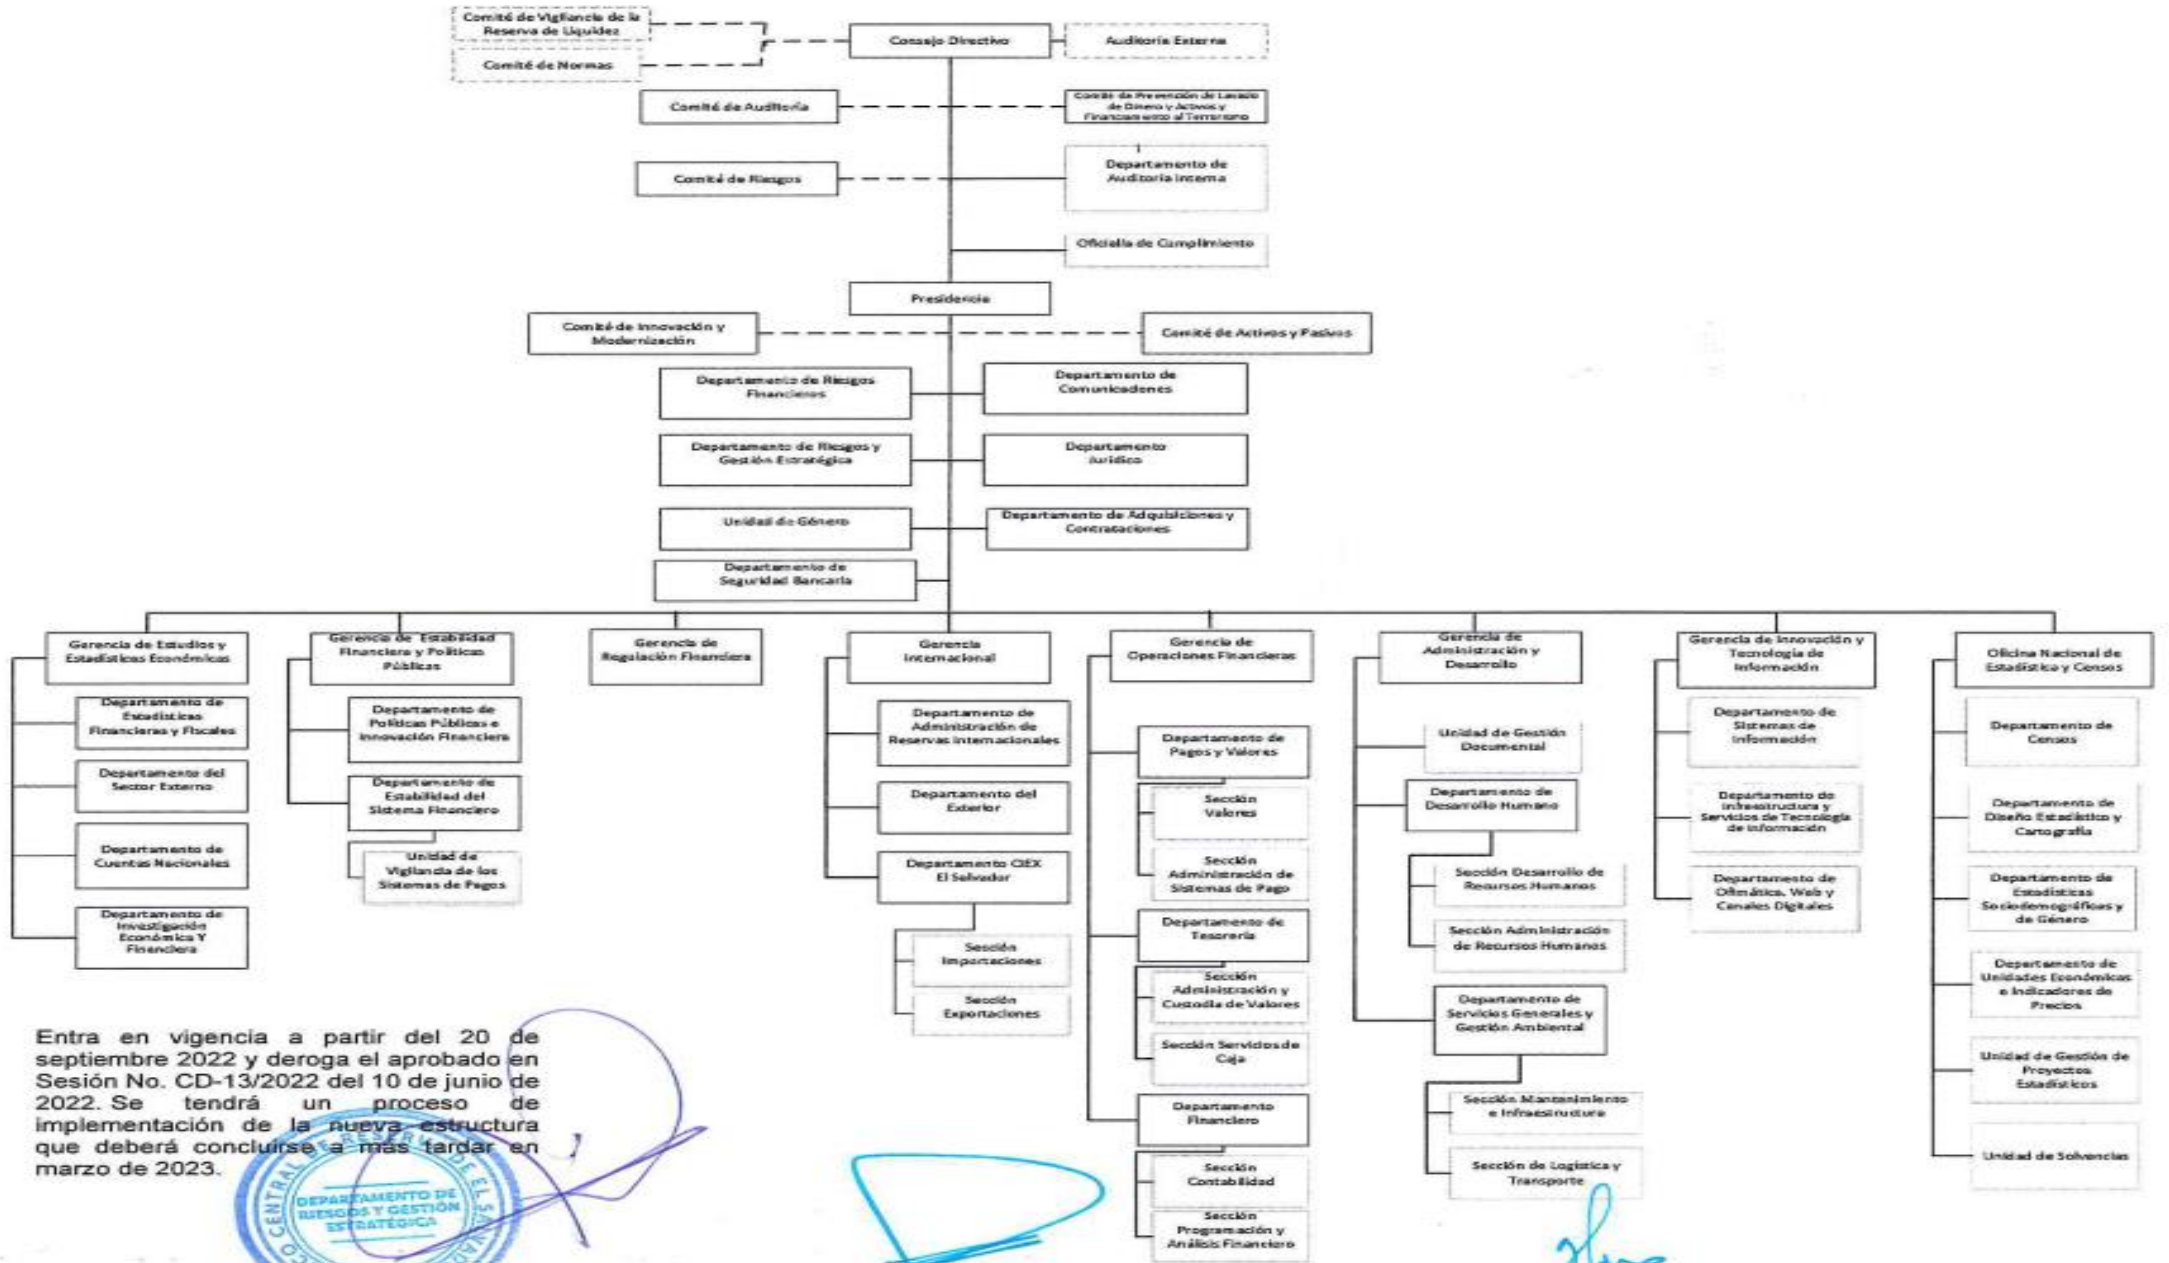 Comité de Vigilancia de la
Reserva de Liquidez
Consejo Directivo
Auditoría Externa
Comité de Normas
Comité de Auditoría
Comité de Prevención de Lavado
de Dinero y Activos y
Financiamiento al Terrorismo
Comité de Riesgos
Departamento de
Auditoría Interna
Oficialía de Cumplimiento
Presidencia
Comité de Innovación y
Modernización
Comité de Activos y Pasivos
Departamento de Riesgos
Financieros
Departamento de
Comunicaciones
Departamento de Riesgos y
Gestión Estratégica
Departamento
Jurídico
Unidad de Género
Departamento de Adquisiciones y
Contrataciones
Departamento de
Seguridad Bancaria
Gerencia de Estudios y
Estadísticas Económicas
Departamento de
Estadísticas
Financieras y Fiscales
Departamento del
Sector Externo
Departamento de
Cuentas Nacionales
Departamento de
Investigación
Económica Y
Financiera
Gerencia de Estabilidad
Financiera y Políticas
Públicas
Departamento de
Políticas Públicas e
Innovación Financiera
Departamento de
Estabilidad del
Sistema Financiero
Unidad de
Vigilancia de los
Sistemas de Pagos
Gerencia de
Regulación Financiera
Gerencia
Internacional
Departamento de
Administración de
Reservas Internacionales
Departamento del
Exterior
Departamento CIEX
El Salvador
Sección
Importaciones
Sección
Exportaciones
Gerencia de
Operaciones Financieras
Departamento de
Pagos y Valores
Sección
Valores
Sección
Administración de
Sistemas de Pago
Departamento de
Tesorería
Sección
Administración y
Custodia de Valores
Sección Servicios de
Caja
Departamento
Financiero
Sección
Contabilidad
Sección
Programación y
Análisis Financiero
Gerencia de
Administración y
Desarrollo
Unidad de Gestión
Documental
Departamento de
Desarrollo Humano
Sección Desarrollo de
Recursos Humanos
Sección Administración
de Recursos Humanos
Departamento de
Servicios Generales y
Gestión Ambiental
Sección Mantenimiento
e Infraestructura
Sección de Logística y
Transporte
Gerencia de Innovación y
Tecnología de
Información
Departamento de
Sistemas de
Información
Departamento de
Infraestructura y
Servicios de Tecnología
de Información
Departamento de
Ofimática, Web y
Canales Digitales
Oficina Nacional de
Estadística y Censos
Departamento de
Censos
Departamento de
Diseño Estadístico y
Cartografía
Departamento de
Estadísticas
Sociodemográficas y
de Género
Departamento de
Unidades Económicas
e Indicadores de
Precios
Unidad de Gestión de
Proyectos
Estadísticos
Unidad de Solvencias
Entra en vigencia a partir del 20 de
septiembre 2022 y deroga el aprobado en
Sesión No. CD-13/2022 del 10 de junio de
2022. Se tendrá un proceso de
implementación de la nueva estructura
que deberá concluirse a más tardar en
marzo de 2023.
CENTRAL DE RESERVA DE EL
DEPARTAMENTO DE
RIESGOS Y GESTIÓN
ESTRATÉGICA